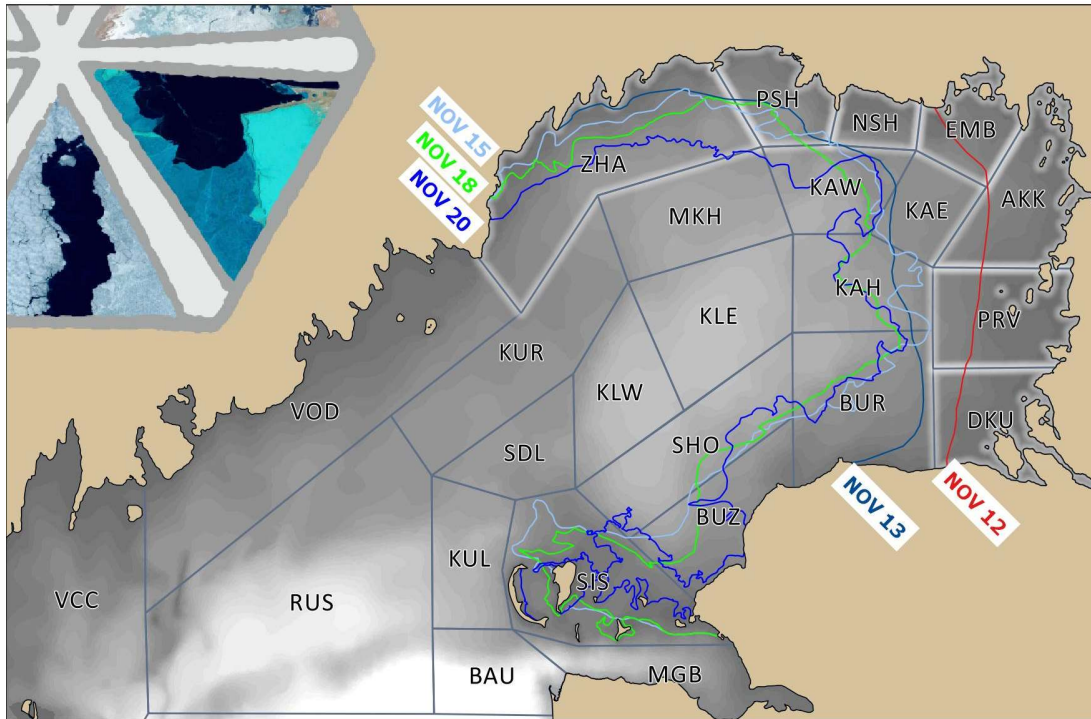 NOV 15
NOV 18
NOV 20
PSH
NSH
EMB
ZHA
KAW
KAE
AKK
MKH
KAH
KLE
PRV
KUR
VOD
KLW
BUR
DKU
SHO
SDL
NOV 13
NOV 12
BUZ
KUL
SIS
VCC
RUS
BAU
MGB